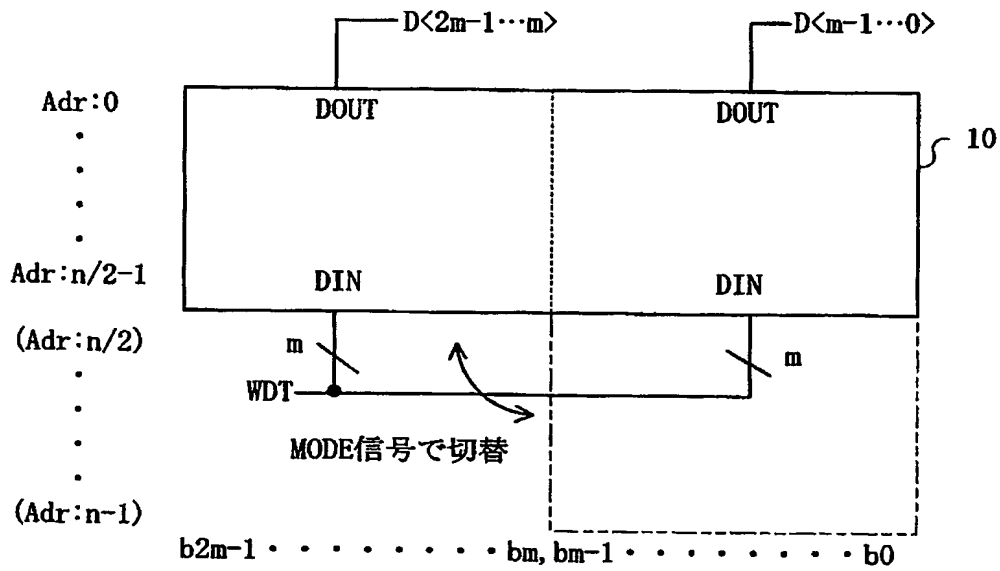 D<2m-1…m>
D<m-1…0>
Adr:0
DOUT
DOUT
10
Adr:n/2-1
DIN
DIN
(Adr:n/2)
m
m
WDT
MODE信号で切替
(Adr:n-1)
b2m-1・・・・・・・・bm, bm-1・・・・・・・b0